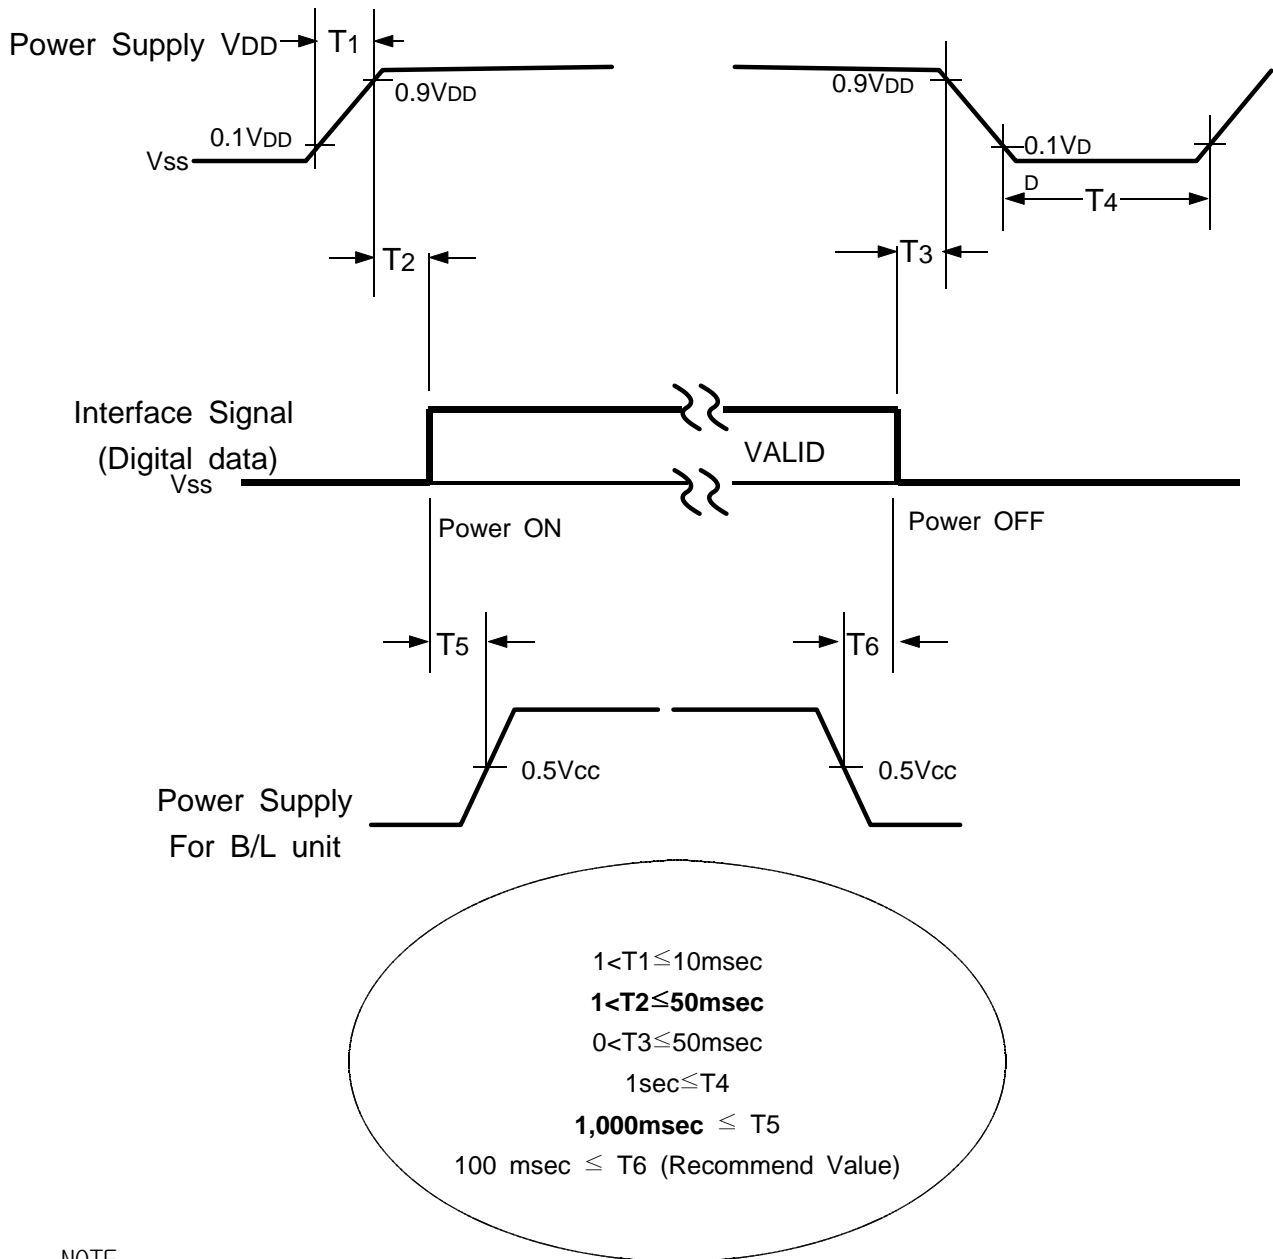 Power Supply VDD
T1
0.9VDD
0.9VDD
0.1VDD
Vss
0.1VD
D
T4
T2
T3
Interface Signal
(Digital data)
Vss
VALID
Power ON
Power OFF
T5
T6
0.5Vcc
0.5Vcc
Power Supply
For B/L unit
1<T1≤10msec
1<T2≤50msec
0<T3≤50msec
1sec≤T4
1,000msec ≤ T5
100 msec ≤ T6 (Recommend Value)
NOTE